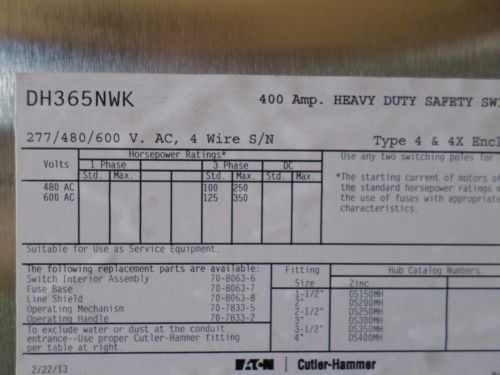 DH365NWK
400 Amp. HEAVY DUTY SAFETY
277/480/600 V. AC, 4 Wire S/N
Type 4 & 4X
Volts
Horsepower Ratings*
1 Phase 3 Phase DC
Std. Max. Std. Max. Std. Max.
480 AC 100 250
600 AC 125 350
Use any two switching poles for
*The starting current of motors
the standard horsepower ratings
the use of fuses with appropriate
characteristics.
Suitable for Use as Service Equipment.
The following replacement parts are available:
Switch Interior Assembly 70-8063-6
Fuse Base 70-8063-7
Line Shield 70-8063-8
Operating Mechanism 70-7833-5
Operating Handle 70-7833-2
To exclude water or dust at the conduit
entrance--Use proper Cutler-Hammer fitting
per table at right.
Fitting Hub Catalog Numbers
Size Zinc
1-1/2" DS150MH
2" DS200MH
2-1/2" DS250MH
3" DS300MH
3-1/2" DS350MH
4" DS400MH
2/22/13
EATON Cutler-Hammer